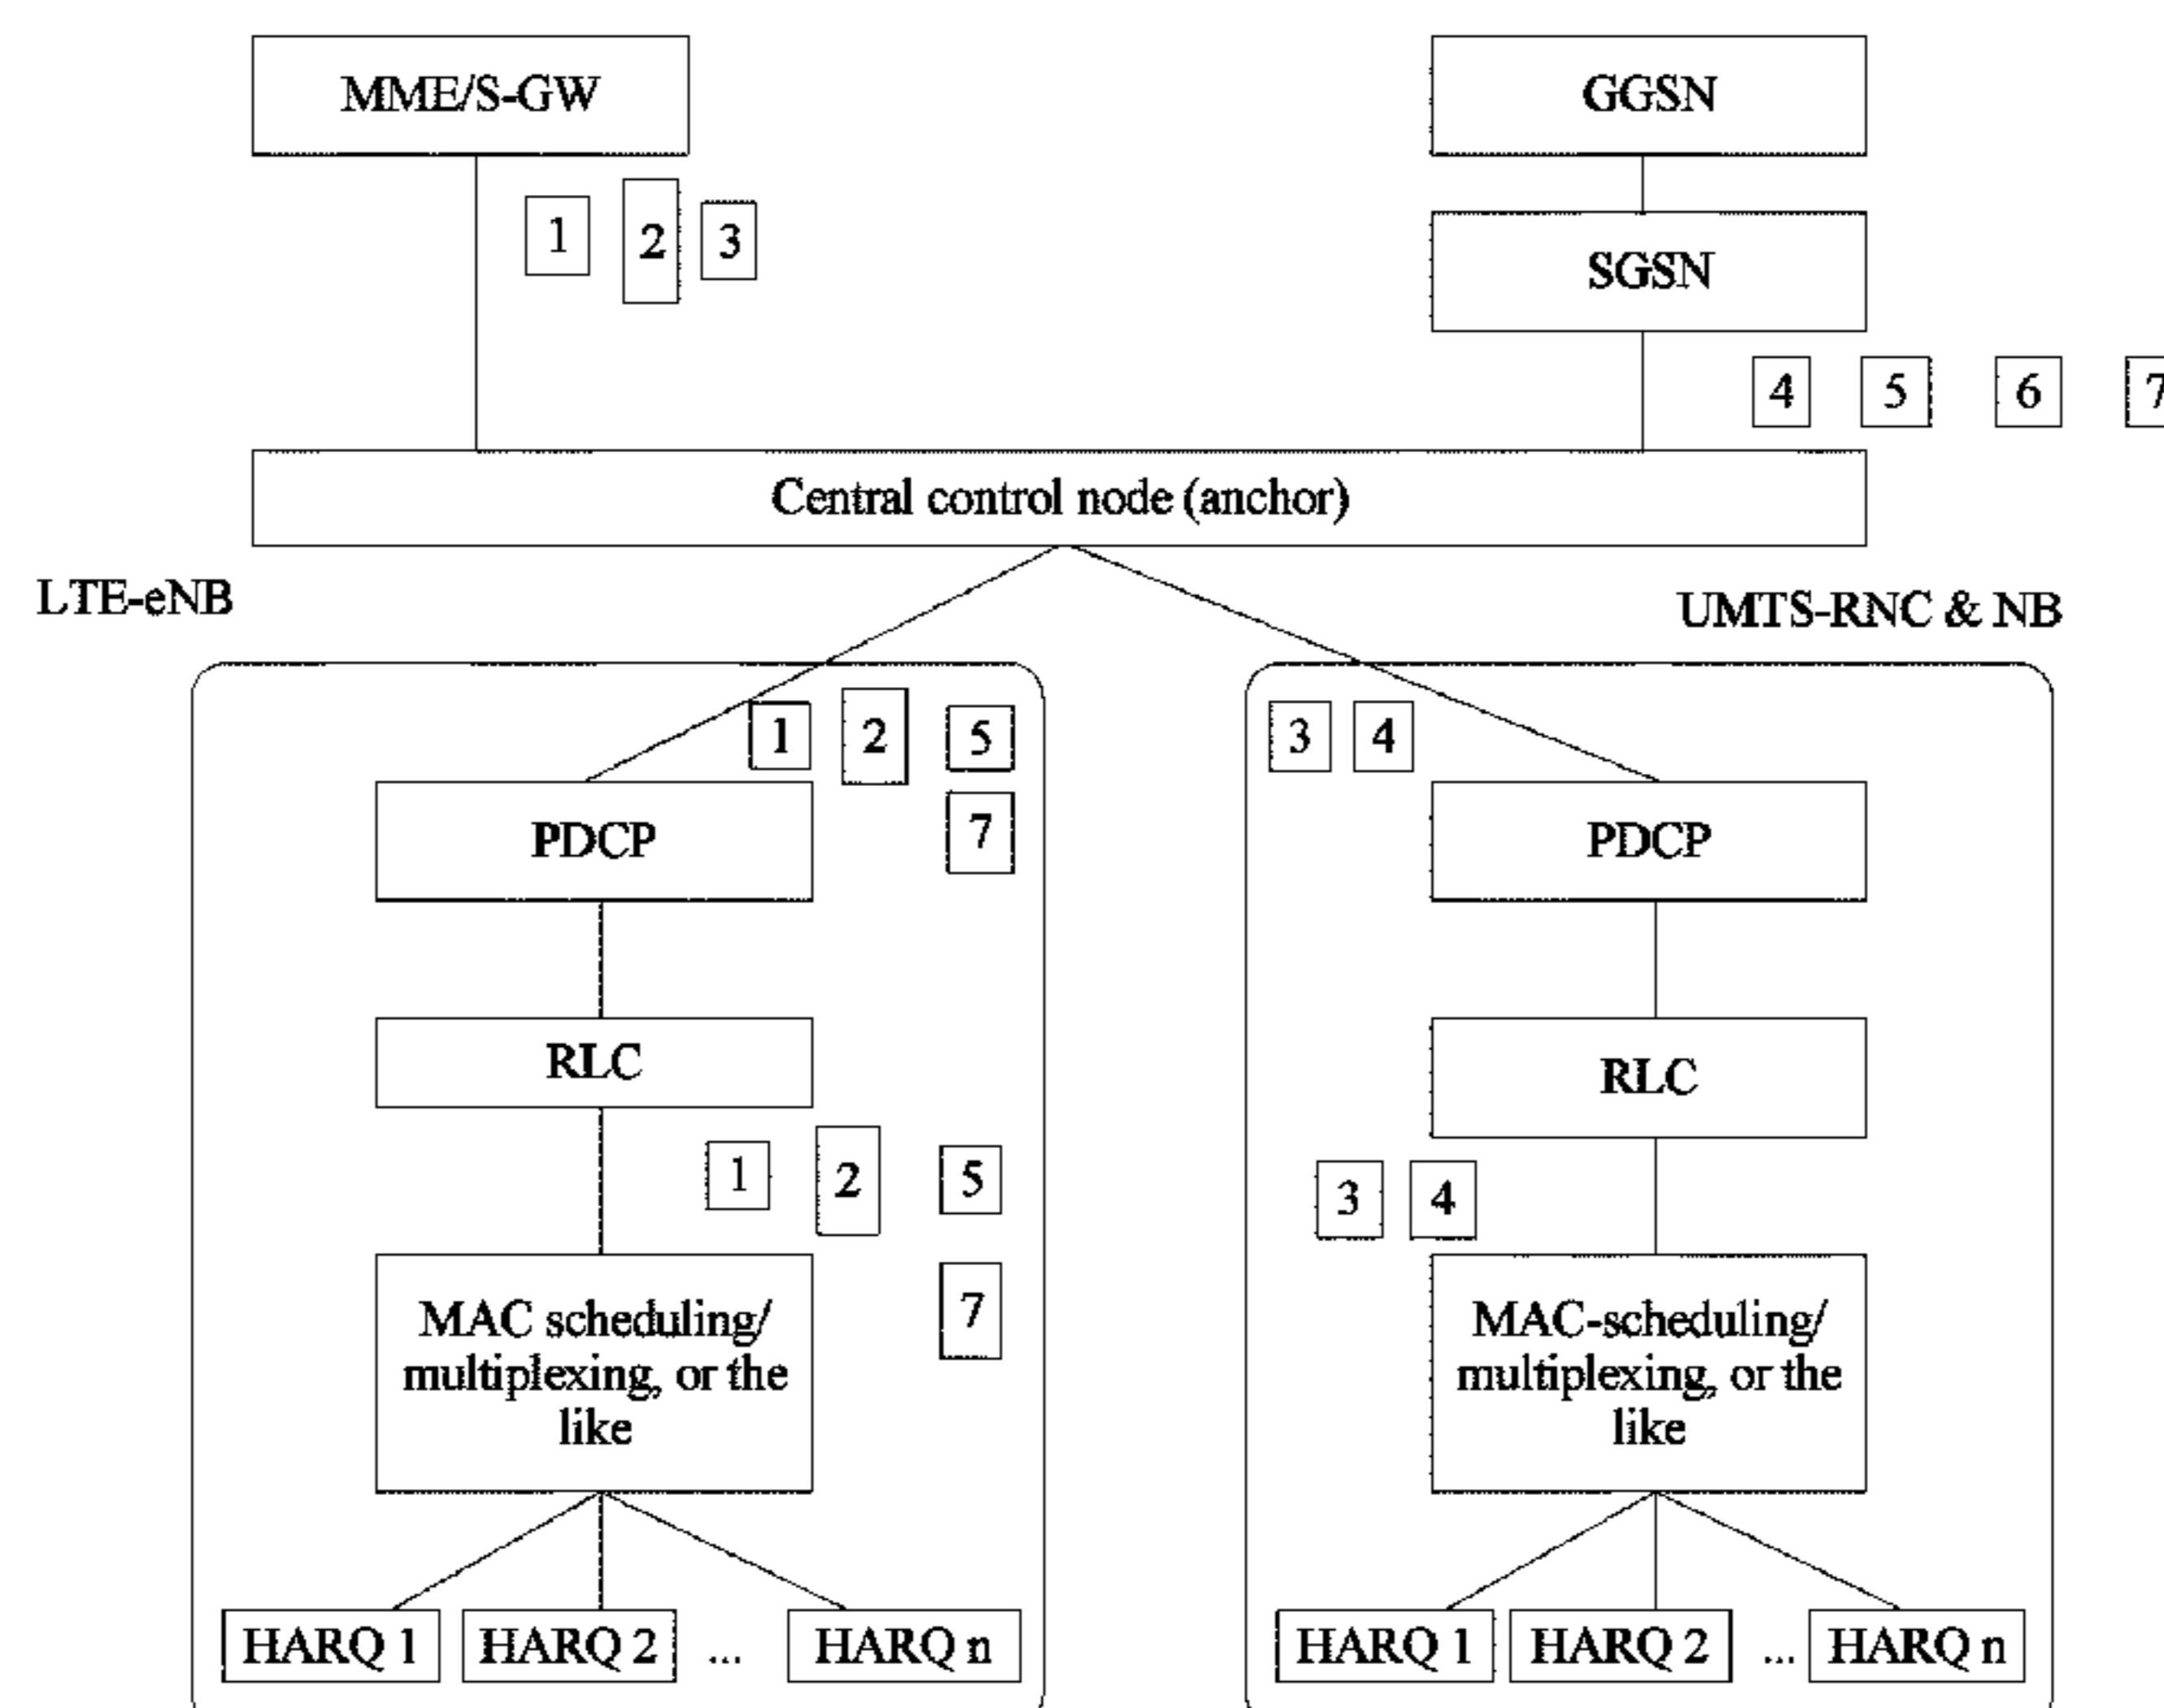 MME/S-GW
GGSN
1 2 3
SGSN
4 5 6 7
Central control node (anchor)
LTE-eNB
UMTS-RNC & NB
1 2 5
7
PDCP
3 4
PDCP
RLC
RLC
1 2 5
7
3 4
MAC scheduling/
multiplexing, or the
like
MAC-scheduling/
multiplexing, or the
like
HARQ 1 HARQ 2 ... HARQ n
HARQ 1 HARQ 2 ... HARQ n